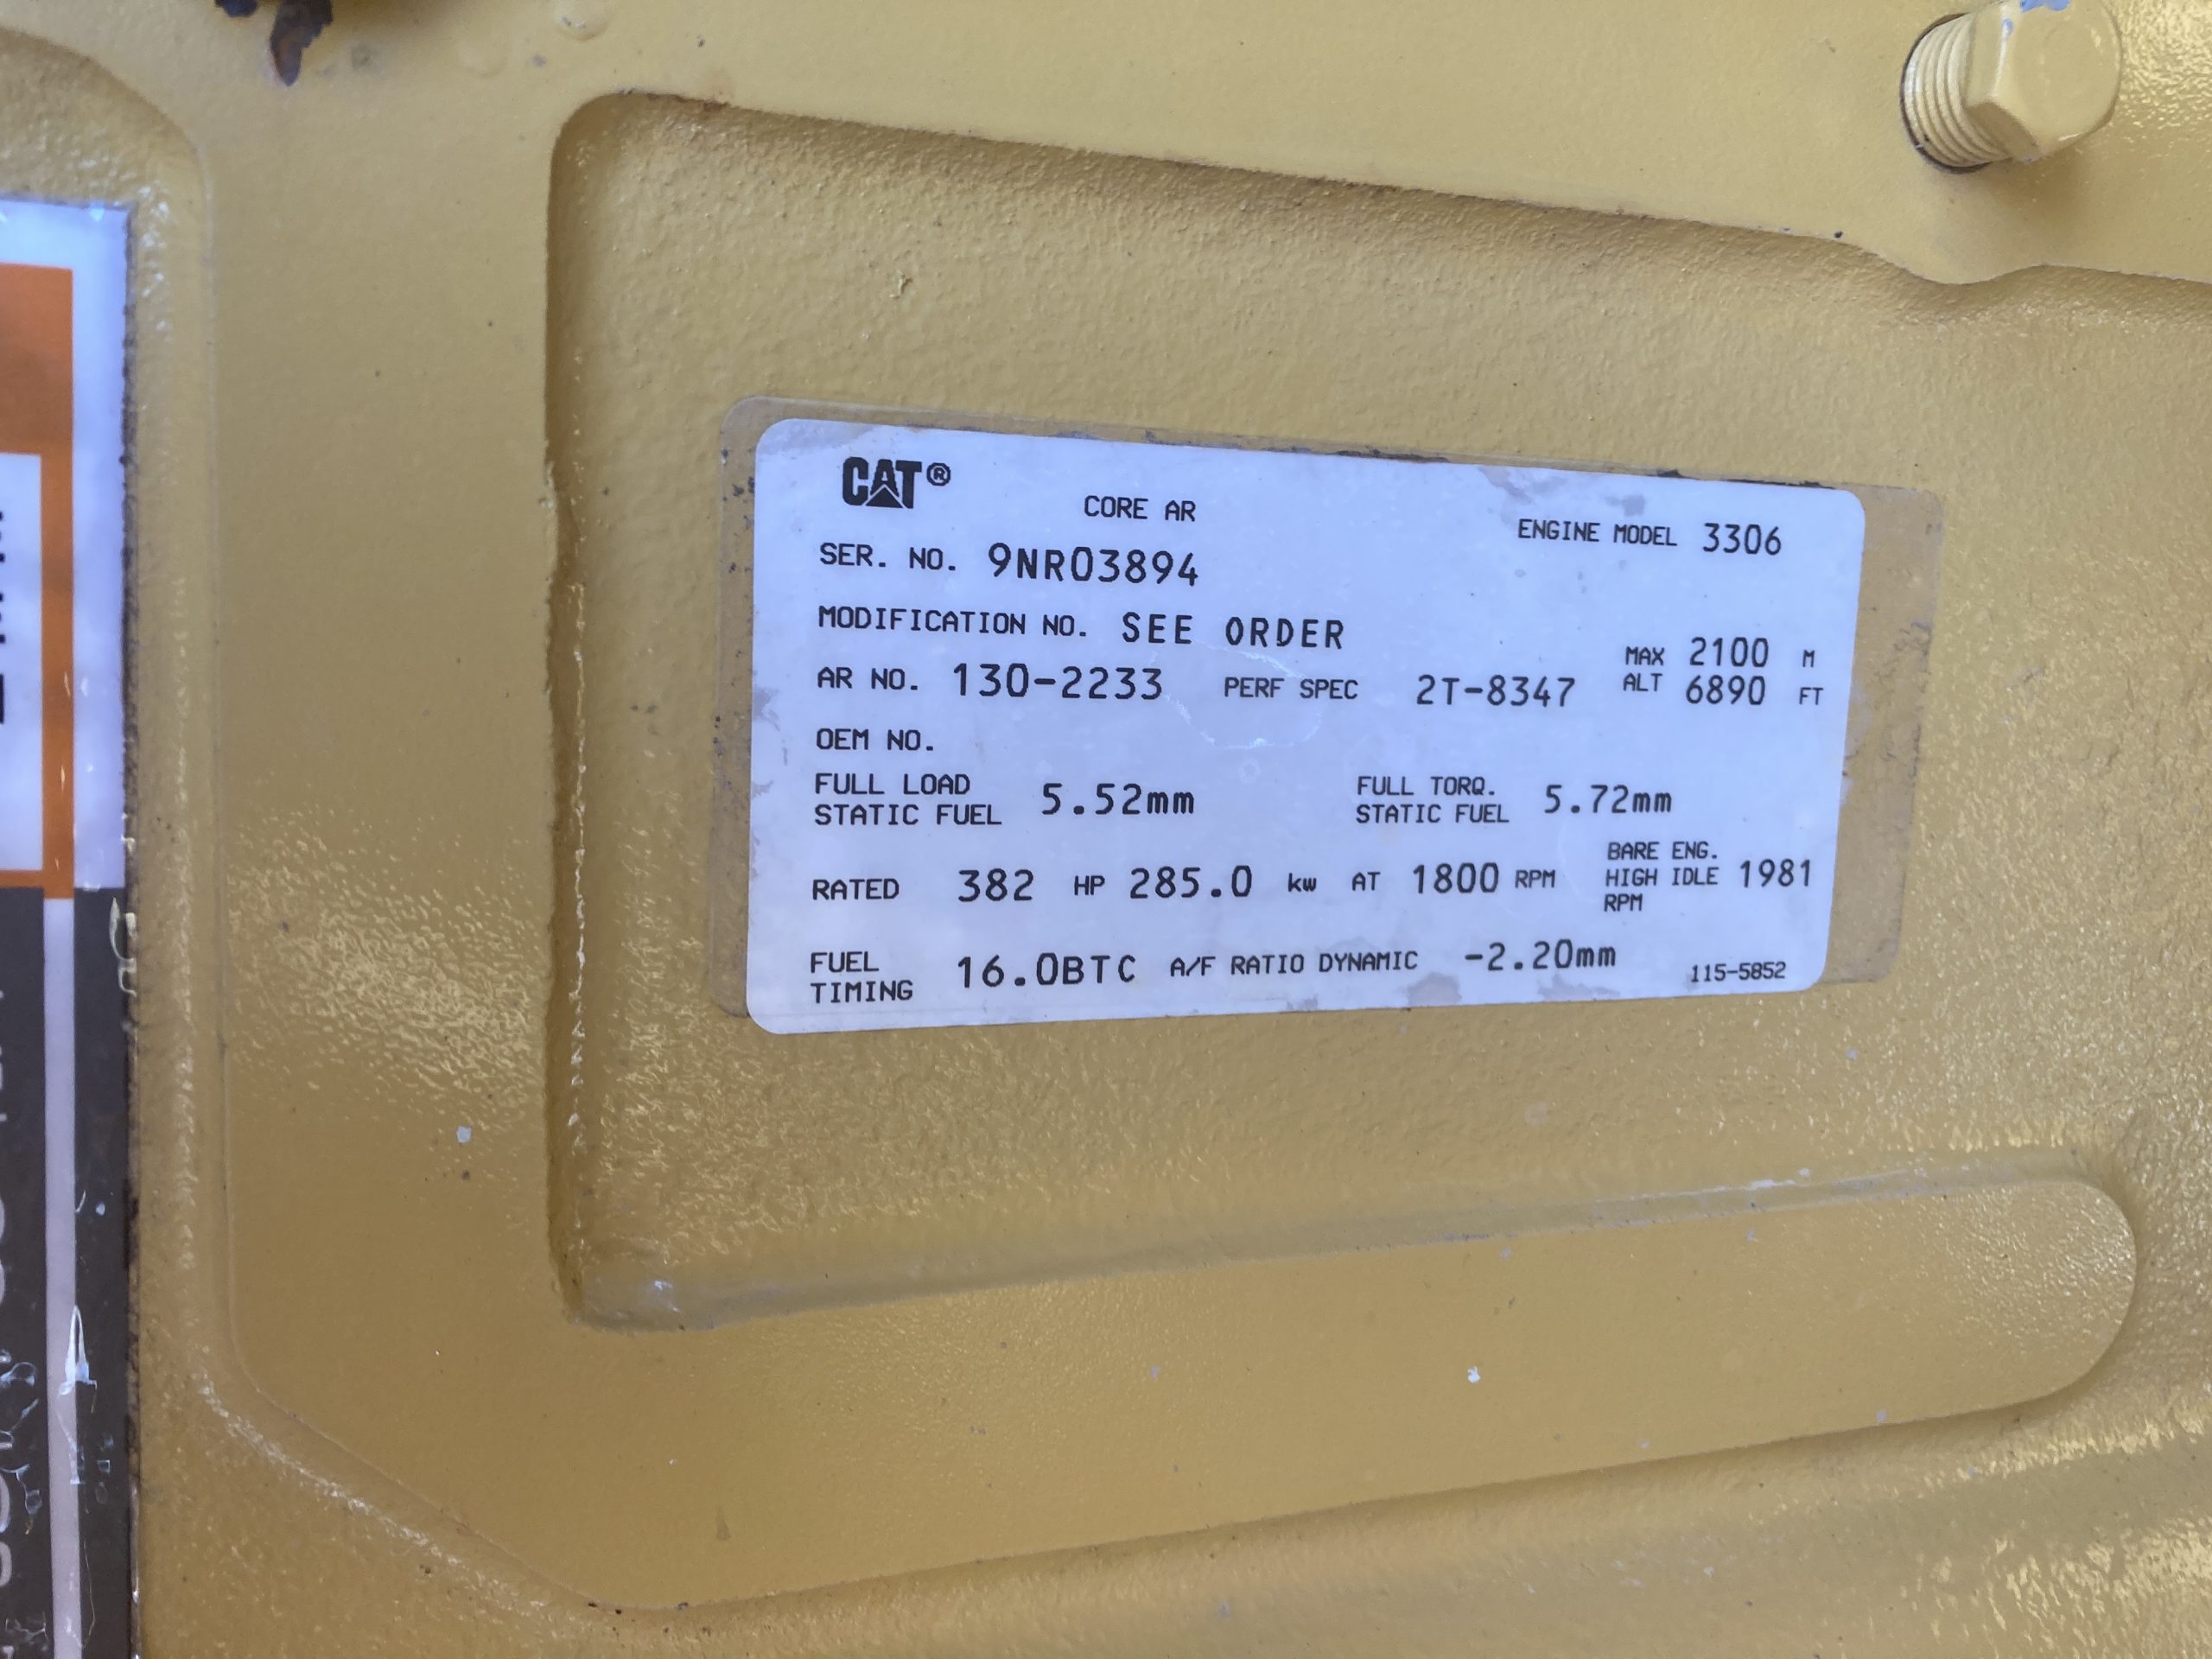 CAT®
CORE AR
ENGINE MODEL 3306
SER. NO. 9NR03894
MODIFICATION NO. SEE ORDER
AR NO. 130-2233 PERF SPEC 2T-8347
MAX ALT 2100 M
6890 FT
OEM NO.
FULL LOAD
STATIC FUEL 5.52mm
FULL TORQ.
STATIC FUEL 5.72mm
RATED 382 HP 285.0 kw AT 1800 RPM
BARE ENG.
HIGH IDLE 1981
RPM
FUEL
TIMING 16.0BTC A/F RATIO DYNAMIC -2.20mm
115-5852